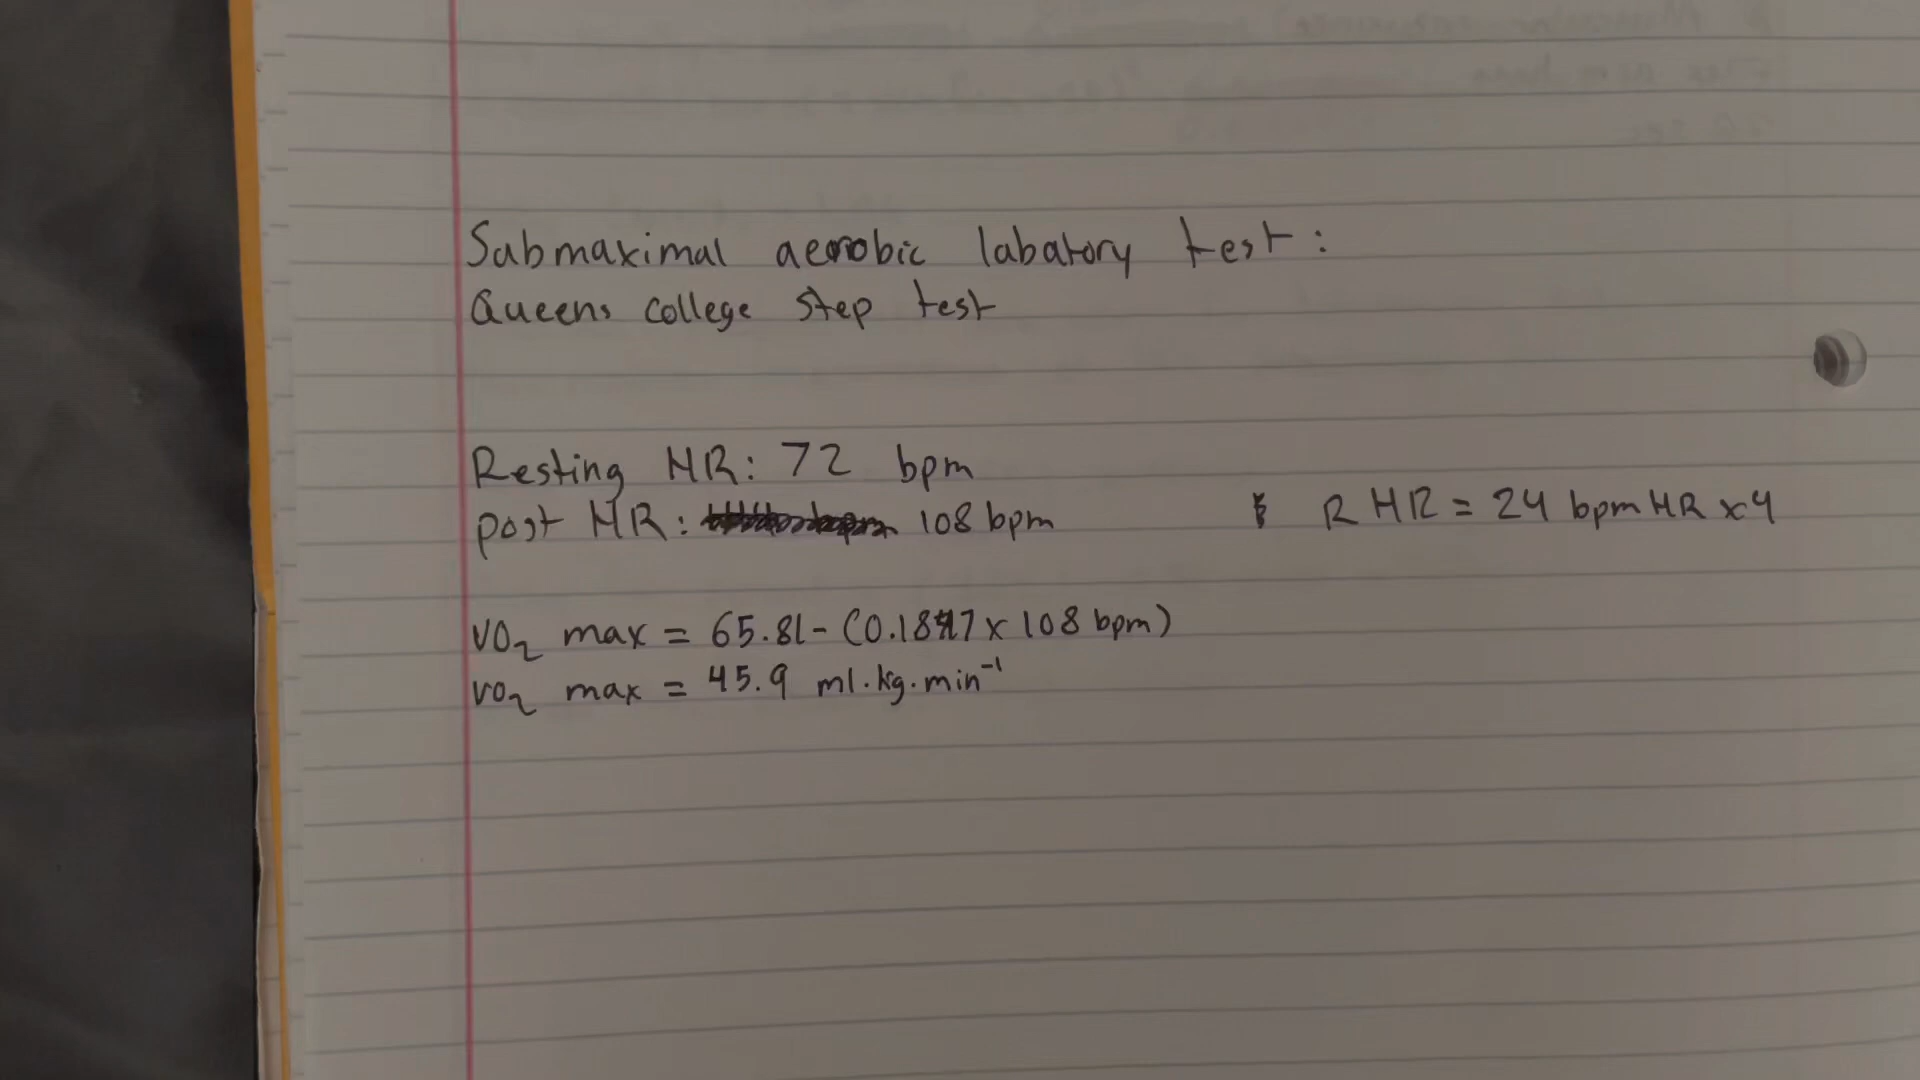 Submaximal aerobic labatory test:
Queens college step test
Resting HR: 72 bpm
post HR: 108 bpm
RHR = 24 bpm HR x4
VO2 max = 65.81 - (0.1847 x 108 bpm)
VO2 max = 45.9 ml.kg.min⁻¹